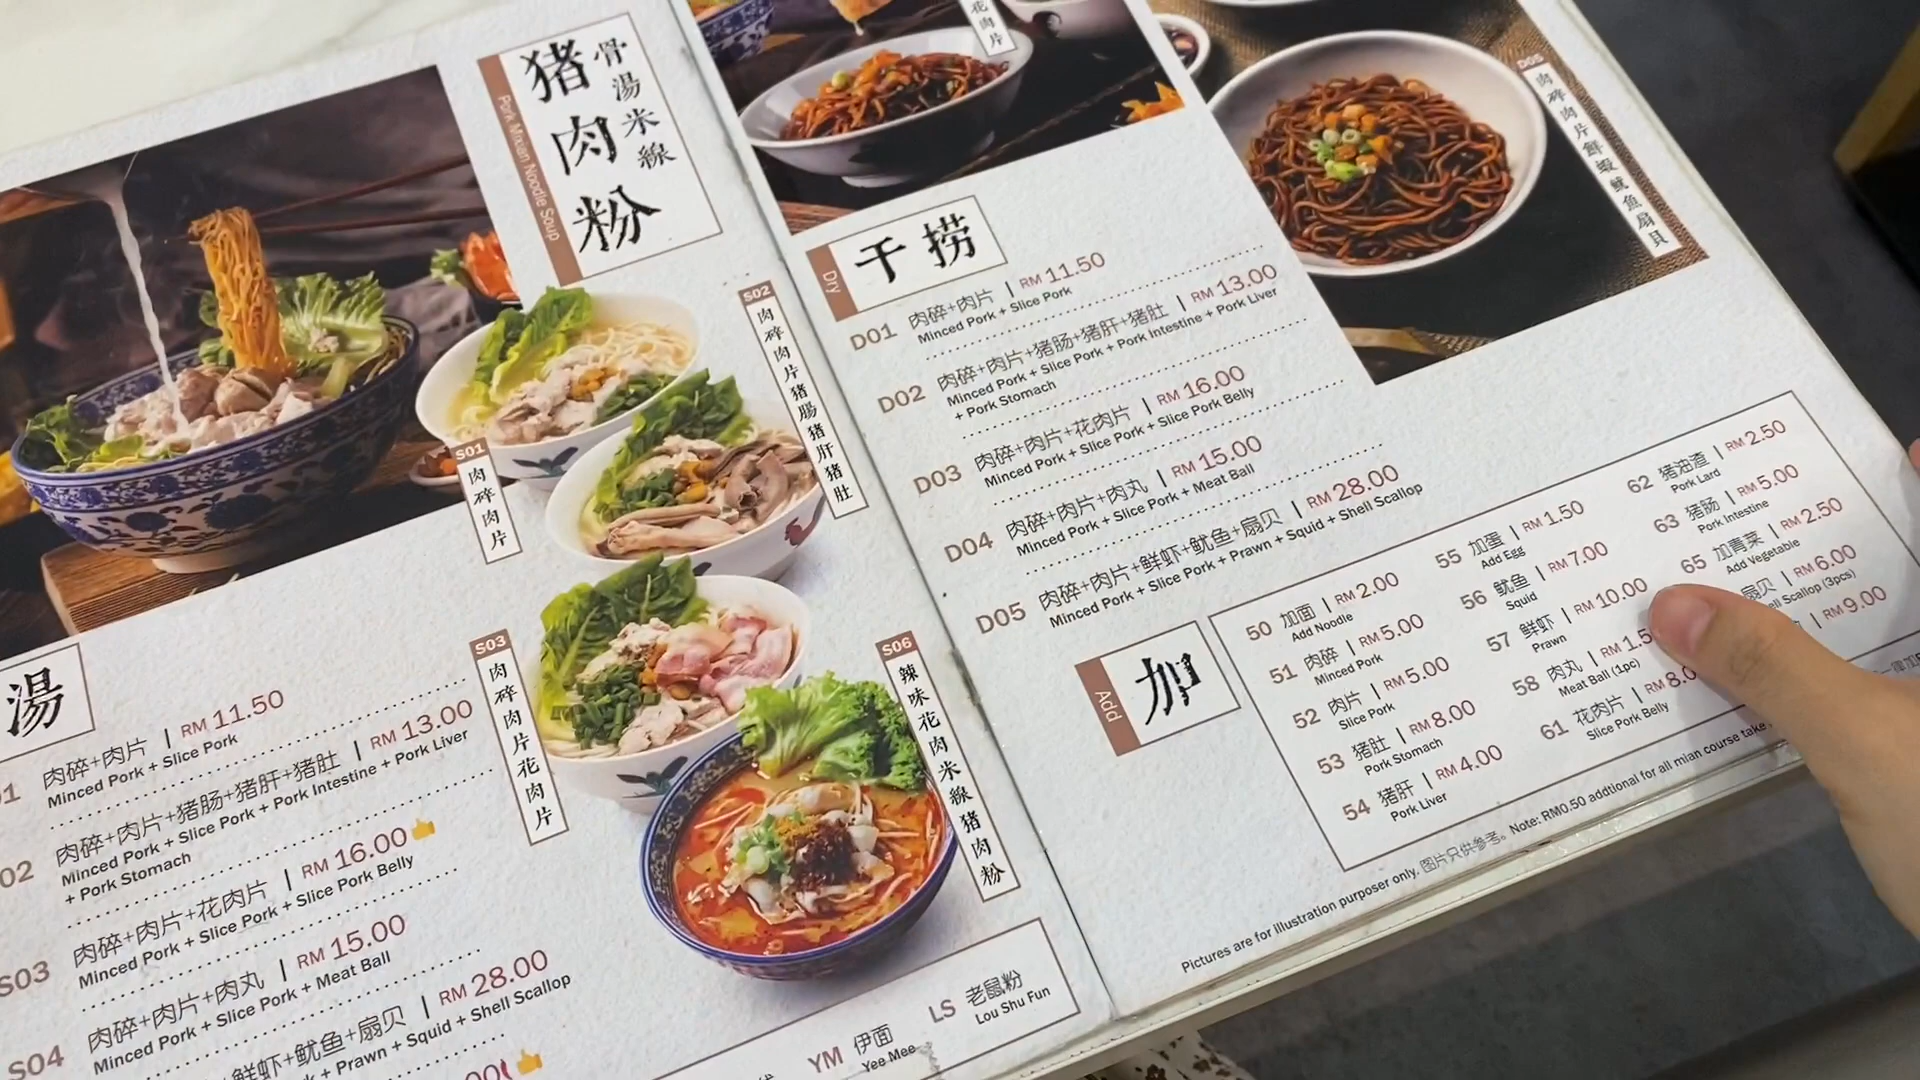 猪肉粉
骨湯米線
Pork Mixian Noodle Soup
S01
肉碎肉片
S02
肉碎肉片猪腸猪肝猪肚
S03
肉碎肉片花肉片
S06
辣味花肉米線猪肉粉
湯
肉碎+肉片 | RM 11.50
Minced Pork + Slice Pork
肉碎+肉片+猪肠+猪肝+猪肚 | RM 13.00
Minced Pork + Slice Pork + Pork Intestine + Pork Liver
+ Pork Stomach
S03 肉碎+肉片+花肉片 | RM 16.00
Minced Pork + Slice Pork + Slice Pork Belly
S04 肉碎+肉片+肉丸 | RM 15.00
Minced Pork + Slice Pork + Meat Ball
鲜虾+鱿鱼+扇贝 | RM 28.00
+ Prawn + Squid + Shell Scallop
YM 伊面
Yee Mee
LS 老鼠粉
Lou Shu Fun
花肉片
D05
肉碎肉片鮮蝦魷魚扇貝
干捞
Dry
D01 肉碎+肉片 | RM 11.50
Minced Pork + Slice Pork
D02 肉碎+肉片+猪肠+猪肝+猪肚 | RM 13.00
Minced Pork + Slice Pork + Pork Intestine + Pork Liver
+ Pork Stomach
D03 肉碎+肉片+花肉片 | RM 16.00
Minced Pork + Slice Pork + Slice Pork Belly
D04 肉碎+肉片+肉丸 | RM 15.00
Minced Pork + Slice Pork + Meat Ball
D05 肉碎+肉片+鲜虾+鱿鱼+扇贝 | RM 28.00
Minced Pork + Slice Pork + Prawn + Squid + Shell Scallop
加
Add
50 加面 | RM 2.00
Add Noodle
51 肉碎 | RM 5.00
Minced Pork
52 肉片 | RM 5.00
Slice Pork
53 猪肚 | RM 8.00
Pork Stomach
54 猪肝 | RM 4.00
Pork Liver
55 加蛋 | RM 1.50
Add Egg
56 鱿鱼 | RM 7.00
Squid
57 鲜虾 | RM 10.00
Prawn
58 肉丸 | RM 1.5
Meat Ball (1pc)
61 花肉片 | RM 8.0
Slice Pork Belly
62 猪油渣 | RM 2.50
Pork Lard
63 猪肠 | RM 5.00
Pork Intestine
65 加青菜 | RM 2.50
Add Vegetable
扇贝 | RM 6.00
ell Scallop (3pcs)
| RM 9.00
Pictures are for illustration purposer only. 图片只供参考。 Note: RM0.50 addtional for all mian course take